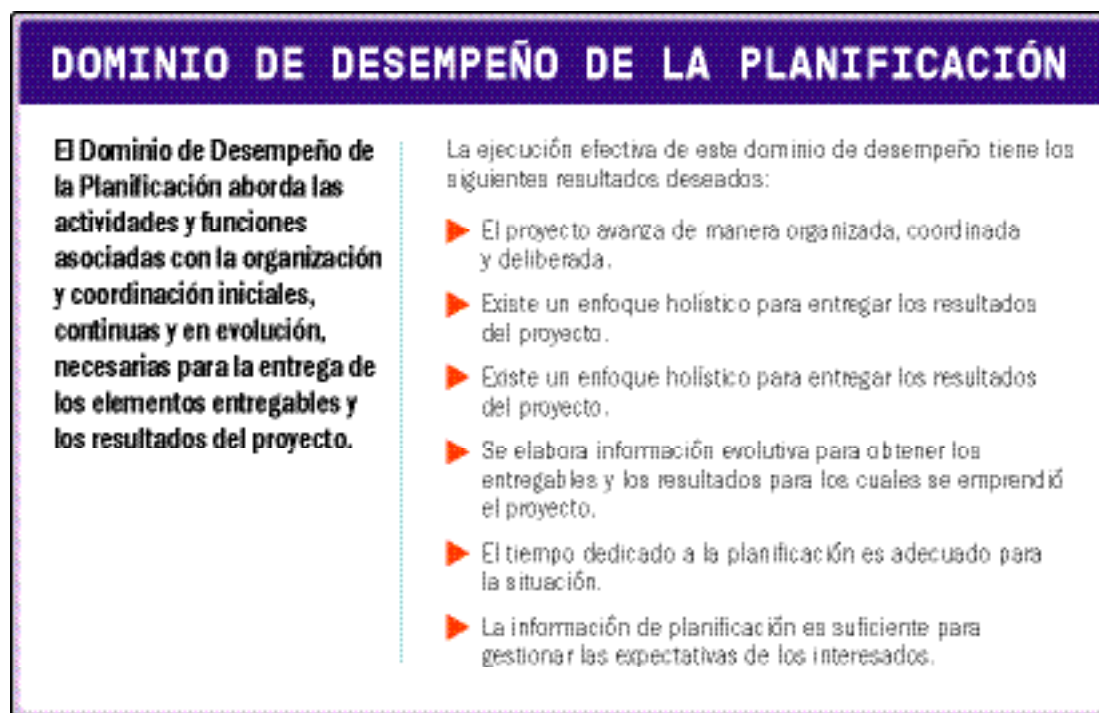 DOMINIO DE DESEMPEÑO DE LA PLANIFICACIÓN
El Dominio de Desempeño de
la Planificación aborda las
actividades y funciones
asociadas con la organización
y coordinación iniciales,
continuas y en evolución,
necesarias para la entrega de
los elementos entregables y
los resultados del proyecto.
La ejecución efectiva de este dominio de desempeño tiene los
siguientes resultados deseados:
El proyecto avanza de manera organizada, coordinada
y deliberada.
Existe un enfoque holístico para entregar los resultados
del proyecto.
Existe un enfoque holístico para entregar los resultados
del proyecto.
Se elabora información evolutiva para obtener los
entregables y los resultados para los cuales se emprendió
el proyecto.
El tiempo dedicado a la planificación es adecuado para
la situación.
La información de planificación es suficiente para
gestionar las expectativas de los interesados.